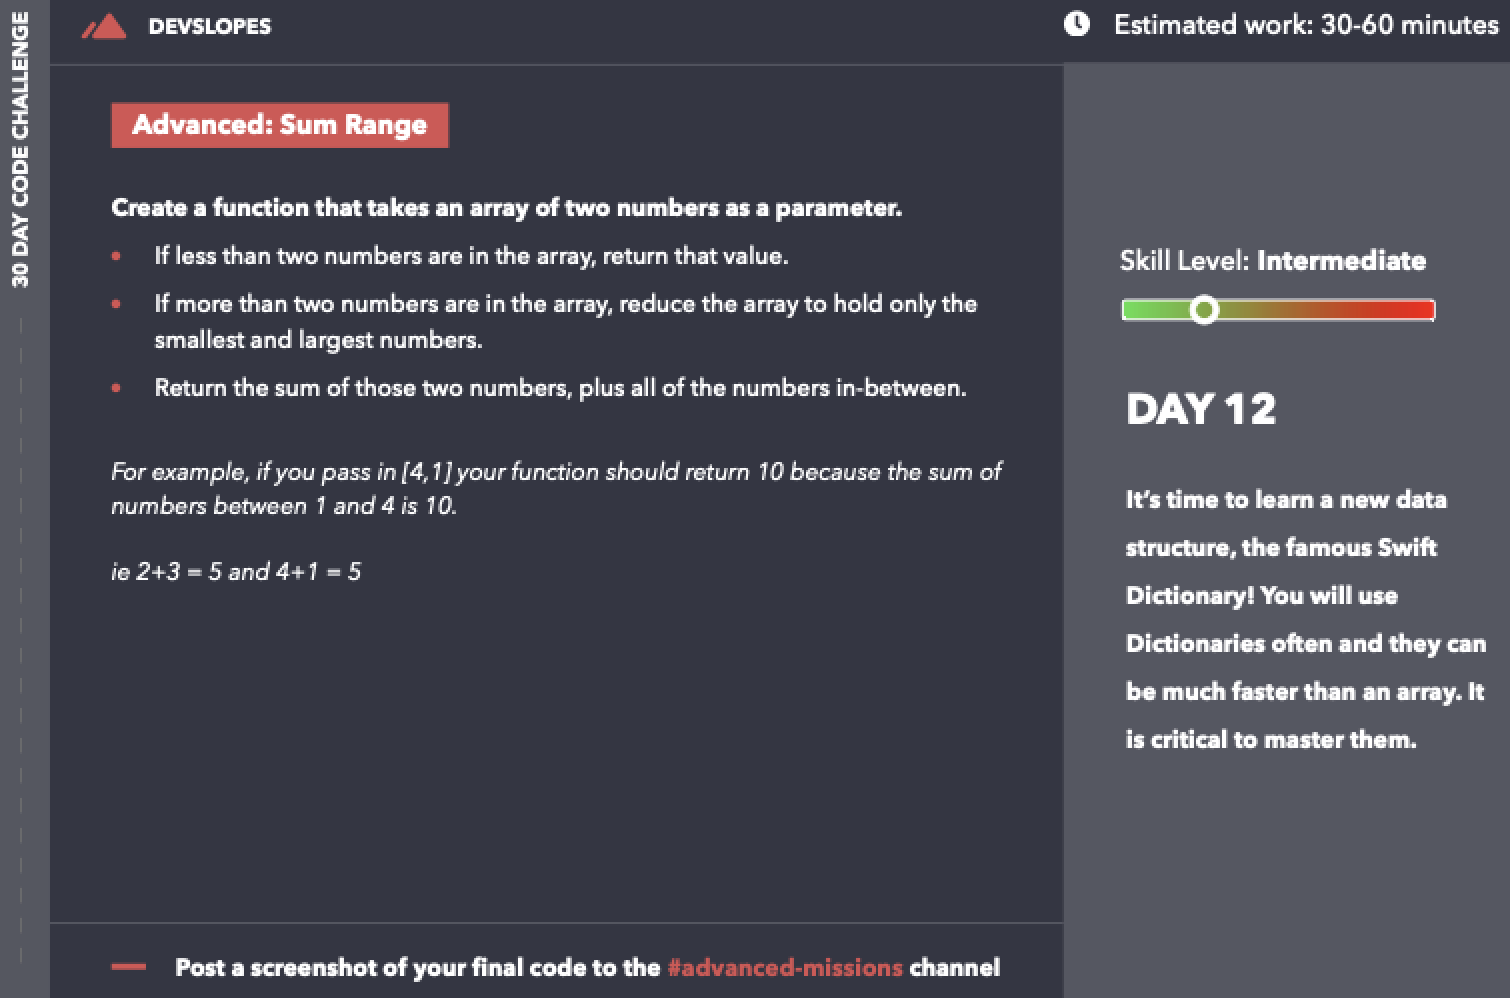 30 DAY CODE CHALLENGE
DEVSLOPES
Estimated work: 30-60 minutes
Advanced: Sum Range
Create a function that takes an array of two numbers as a parameter.
• If less than two numbers are in the array, return that value.
• If more than two numbers are in the array, reduce the array to hold only the
smallest and largest numbers.
• Return the sum of those two numbers, plus all of the numbers in-between.
For example, if you pass in [4,1] your function should return 10 because the sum of
numbers between 1 and 4 is 10.
ie 2+3 = 5 and 4+1 = 5
Post a screenshot of your final code to the #advanced-missions channel
Skill Level: Intermediate
DAY 12
It's time to learn a new data
structure, the famous Swift
Dictionary! You will use
Dictionaries often and they can
be much faster than an array. It
is critical to master them.